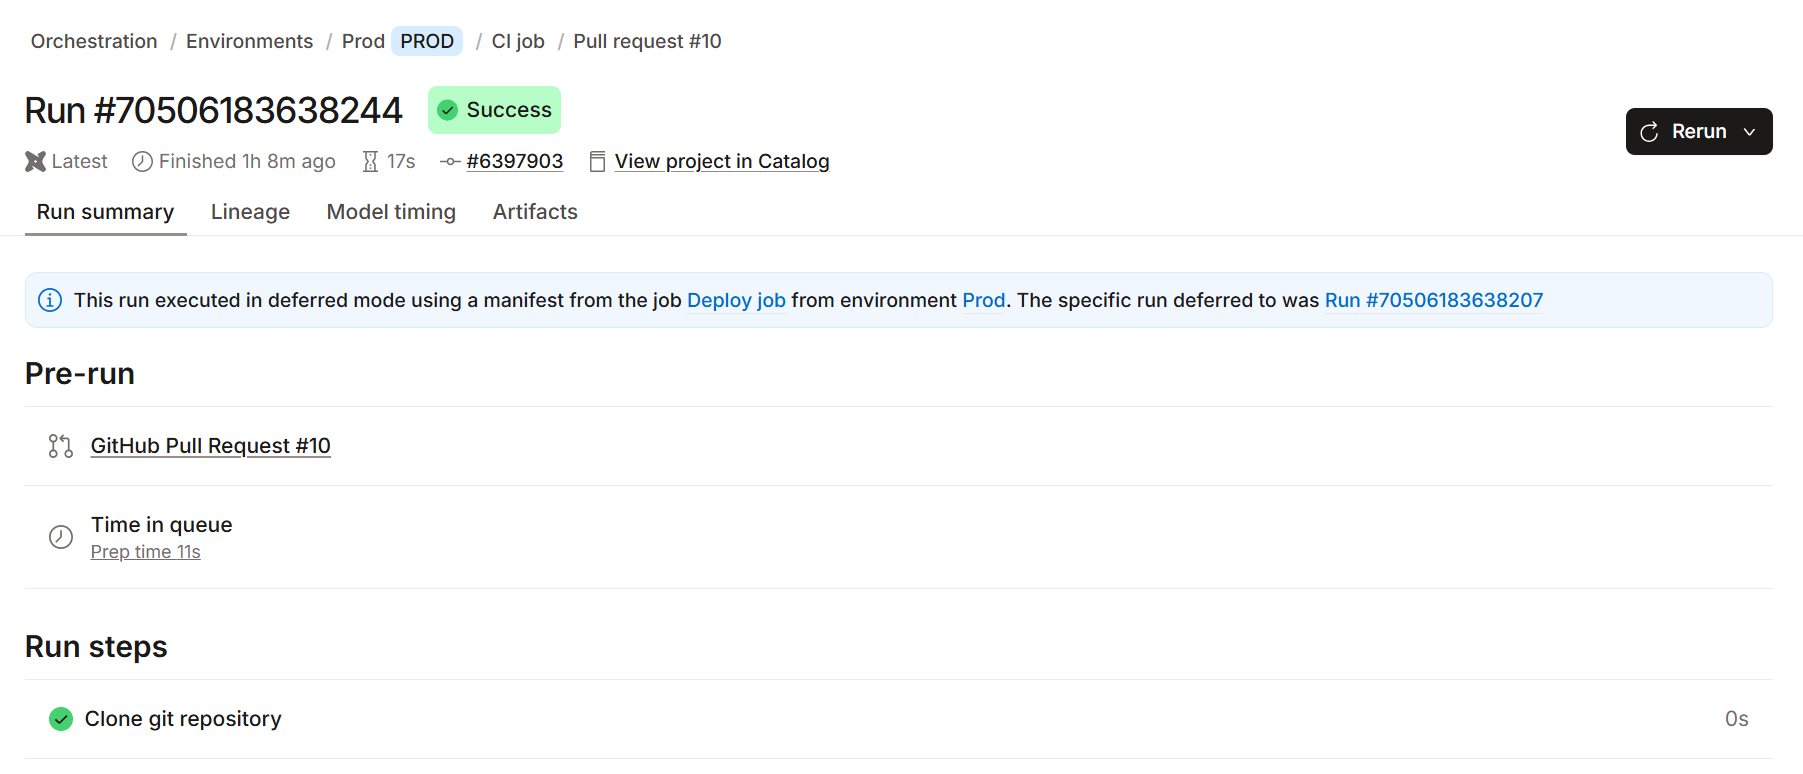 Orchestration / Environments / Prod PROD / CI job / Pull request #10
Run #70506183638244 Success
Rerun
Latest Finished 1h 8m ago 17s #6397903 View project in Catalog
Run summary Lineage Model timing Artifacts
This run executed in deferred mode using a manifest from the job Deploy job from environment Prod. The specific run deferred to was Run #70506183638207
Pre-run
GitHub Pull Request #10
Time in queue
Prep time 11s
Run steps
Clone git repository 0s